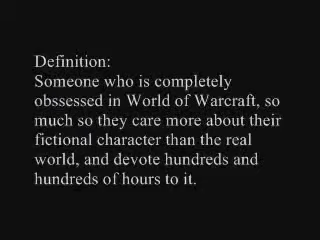 Definition:
Someone who is completely
obssessed in World of Warcraft, so
much so they care more about their
fictional character than the real
world, and devote hundreds and
hundreds of hours to it.